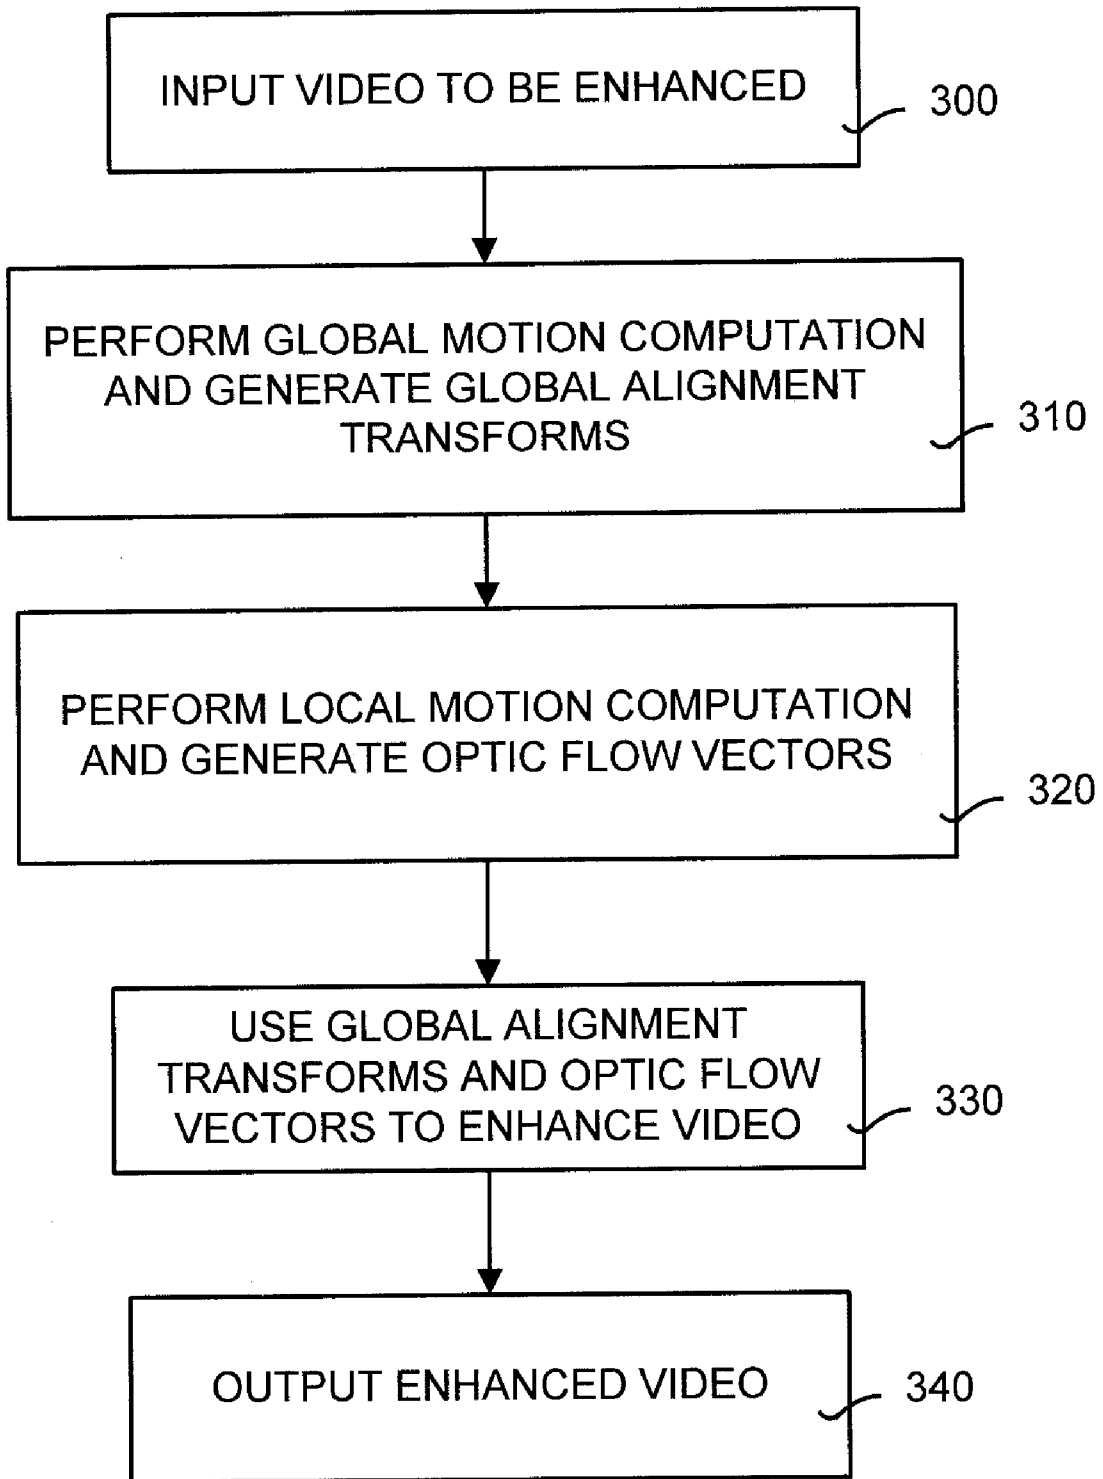 INPUT VIDEO TO BE ENHANCED
300
PERFORM GLOBAL MOTION COMPUTATION
AND GENERATE GLOBAL ALIGNMENT
TRANSFORMS
310
PERFORM LOCAL MOTION COMPUTATION
AND GENERATE OPTIC FLOW VECTORS
320
USE GLOBAL ALIGNMENT
TRANSFORMS AND OPTIC FLOW
VECTORS TO ENHANCE VIDEO
330
OUTPUT ENHANCED VIDEO
340